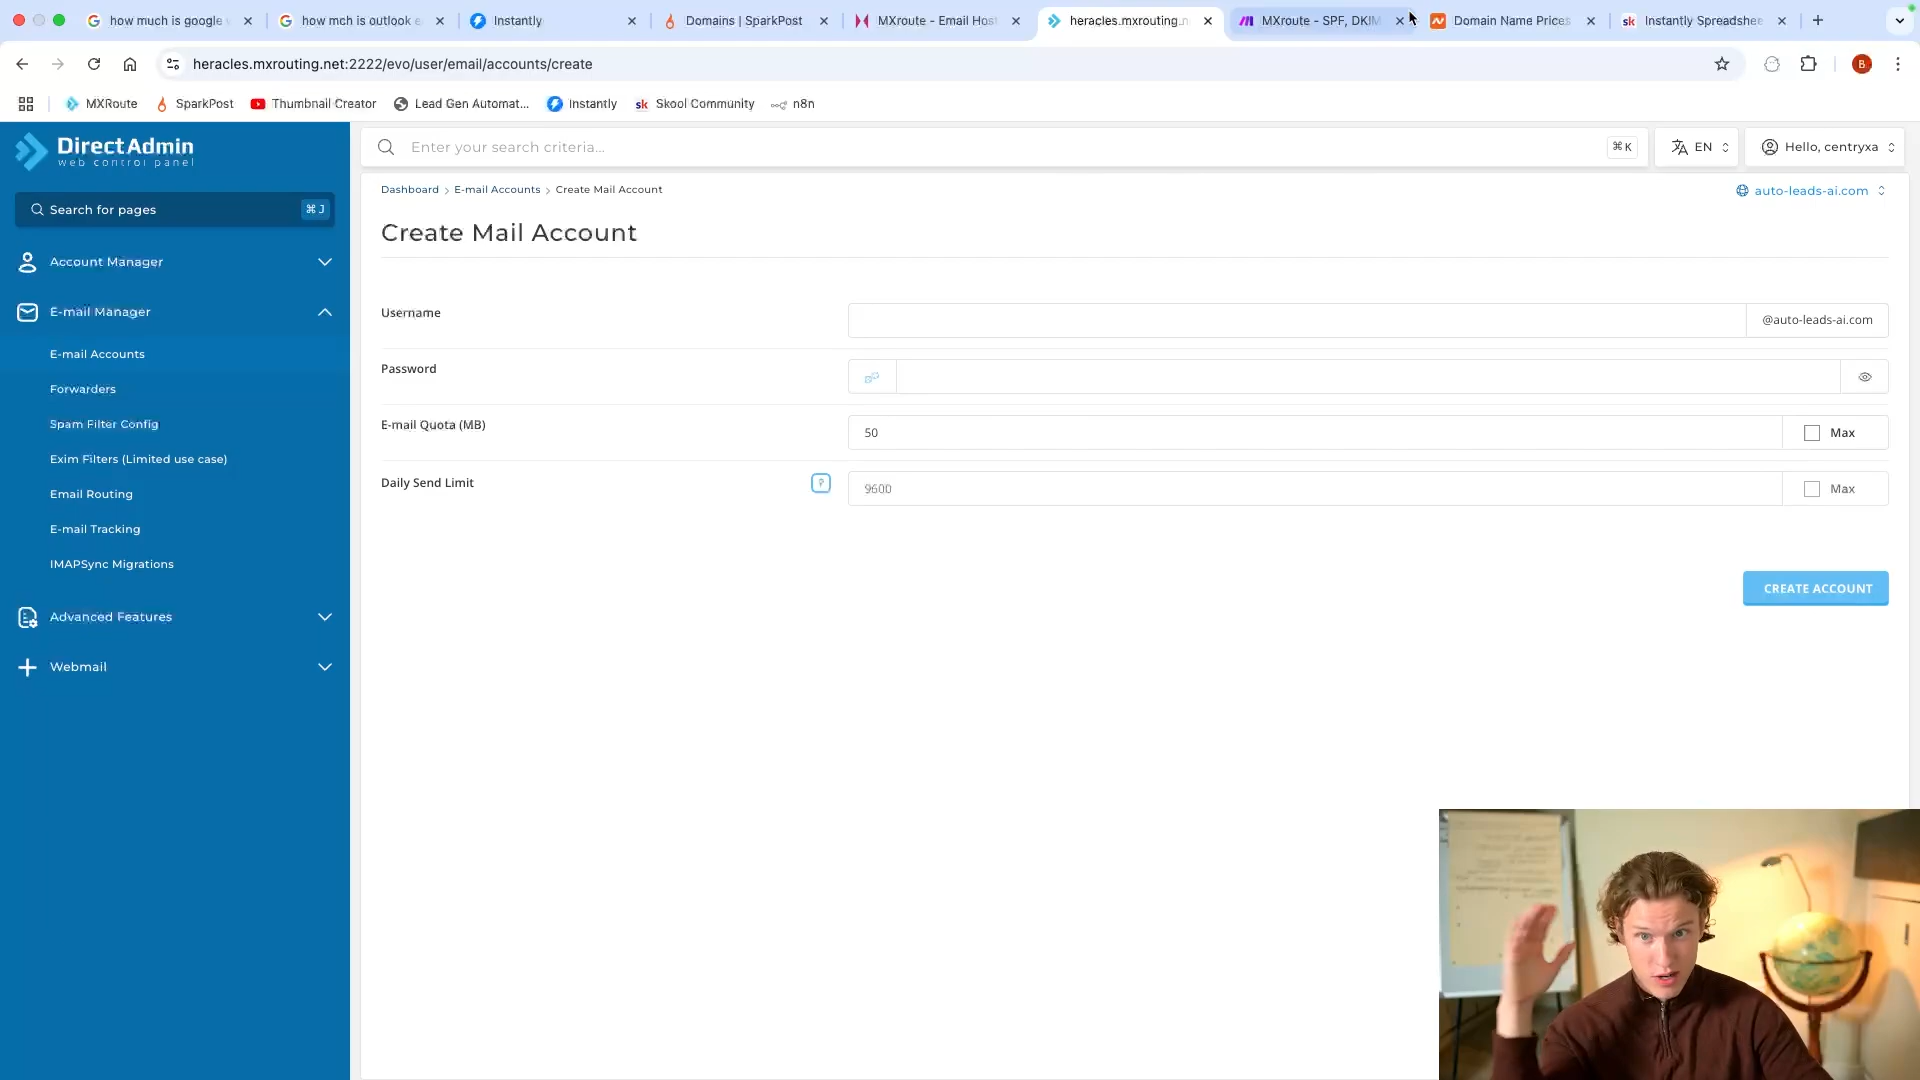 how much is google
how mch is outlook e
Instantly
Domains | SparkPost
MXroute - Email Host
heracles.mxrouting.n
MXroute - SPF, DKIM
Domain Name Prices
Instantly Spreadshee
heracles.mxrouting.net:2222/evo/user/email/accounts/create
B
MXRoute
SparkPost
Thumbnail Creator
Lead Gen Automat...
Instantly
sk Skool Community
n8n
DirectAdmin
web control panel
Enter your search criteria...
⌘K
EN
Hello, centryxa
Search for pages
⌘J
Dashboard > E-mail Accounts > Create Mail Account
auto-leads-ai.com
Create Mail Account
Account Manager
E-mail Manager
E-mail Accounts
Forwarders
Spam Filter Config
Exim Filters (Limited use case)
Email Routing
E-mail Tracking
IMAPSync Migrations
Advanced Features
Webmail
Username
@auto-leads-ai.com
Password
E-mail Quota (MB)
50
Max
Daily Send Limit
?
9600
Max
CREATE ACCOUNT